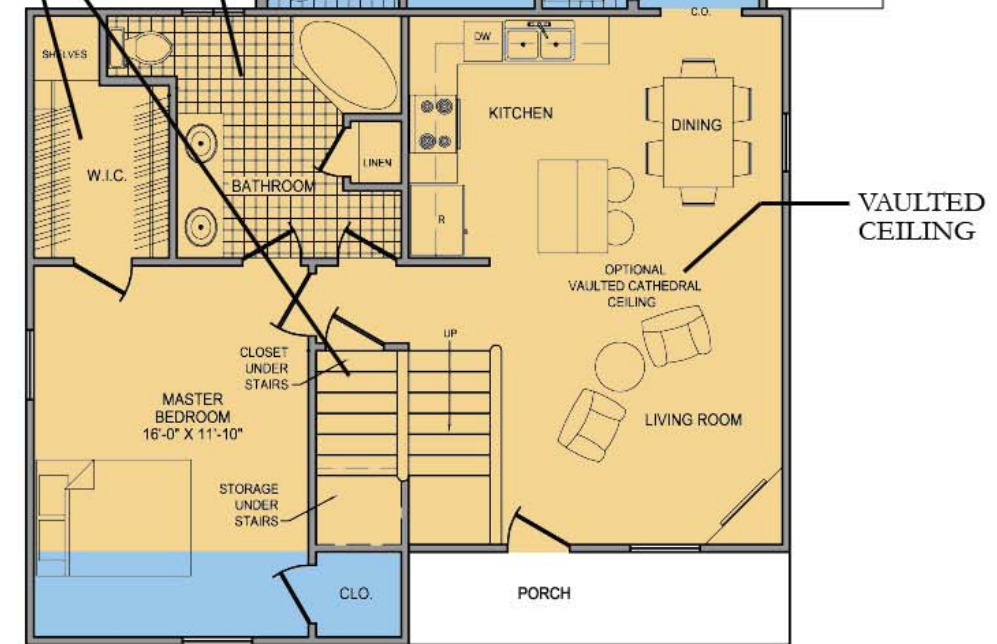 C.O.
DW
SHELVES
KITCHEN
DINING
LINEN
W.I.C.
BATHROOM
R
VAULTED
CEILING
OPTIONAL
VAULTED CATHEDRAL
CEILING
UP
CLOSET
UNDER
STAIRS
MASTER
BEDROOM
16'-0" X 11'-10"
LIVING ROOM
STORAGE
UNDER
STAIRS
CLO.
PORCH